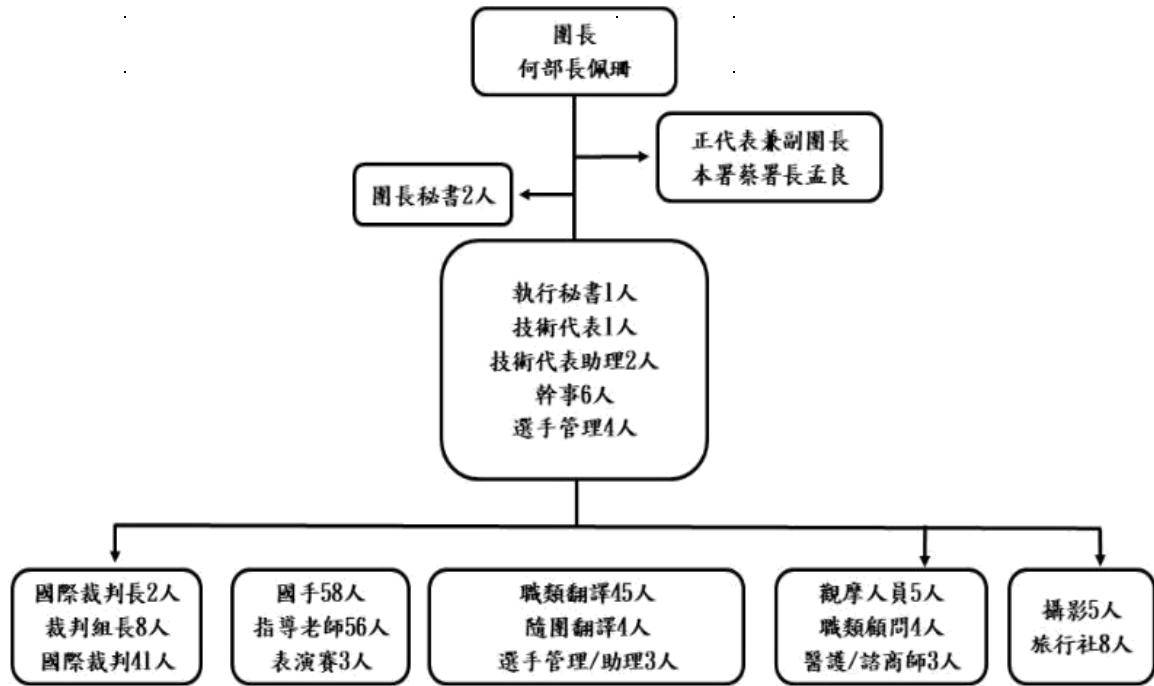 團長
何部長佩珊
正代表兼副團長
本署蔡署長孟良
團長秘書2人
執行秘書1人
技術代表1人
技術代表助理2人
幹事6人
選手管理4人
國際裁判長2人
裁判組長8人
國際裁判41人
國手58人
指導老師56人
表演賽3人
職類翻譯45人
隨團翻譯4人
選手管理/助理3人
觀摩人員5人
職類顧問4人
醫護/諮商師3人
攝影5人
旅行社8人